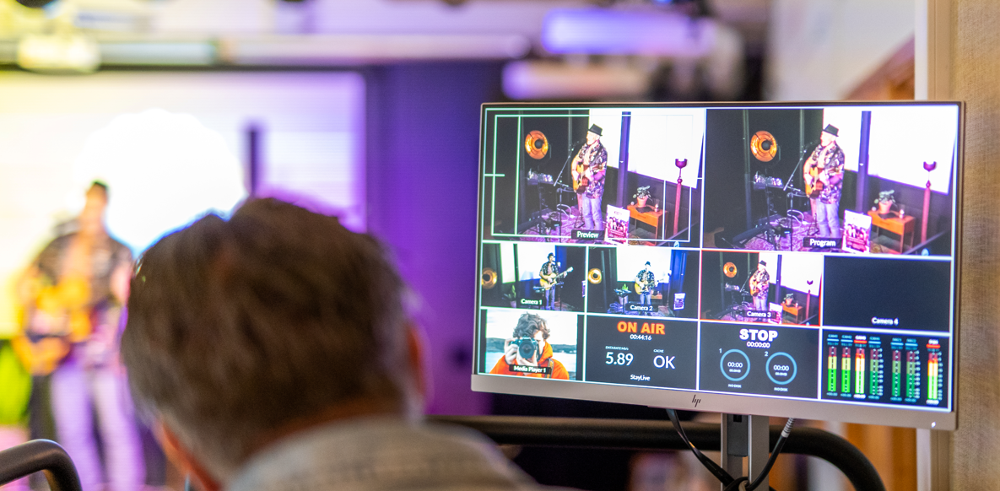 Preview
Program
Camera 1
Camera 2
Camera 3
Camera 4
Media Player 1
ON AIR
00:44:16
5.89
CACHE
OK
StayLive
STOP
00:00:00
1
00:00
2
00:00
hp